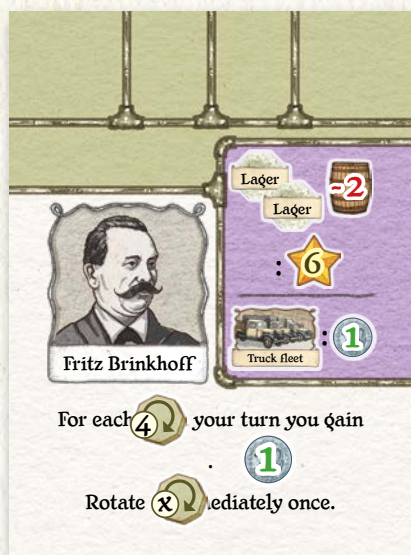 Lager
-2
Lager
: 6
Fritz Brinkhoff
Truck fleet : 1
For each 4 your turn you gain
. 1
Rotate x ediately once.